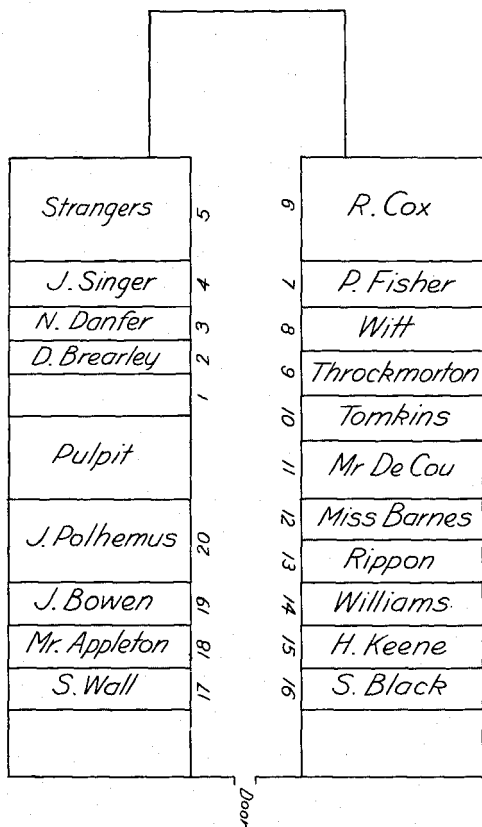 Strangers 5
J. Singer 4
N. Danfer 3
D. Brearley 2
1
Pulpit
J. Polhemus 20
J. Bowen 19
Mr. Appleton 18
S. Wall 17
6 R. Cox
7 P. Fisher
8 Witt
9 Throckmorton
10 Tomkins
11 Mr De Cou
12 Miss Barnes
13 Rippon
14 Williams
15 H. Keene
16 S. Black
Door